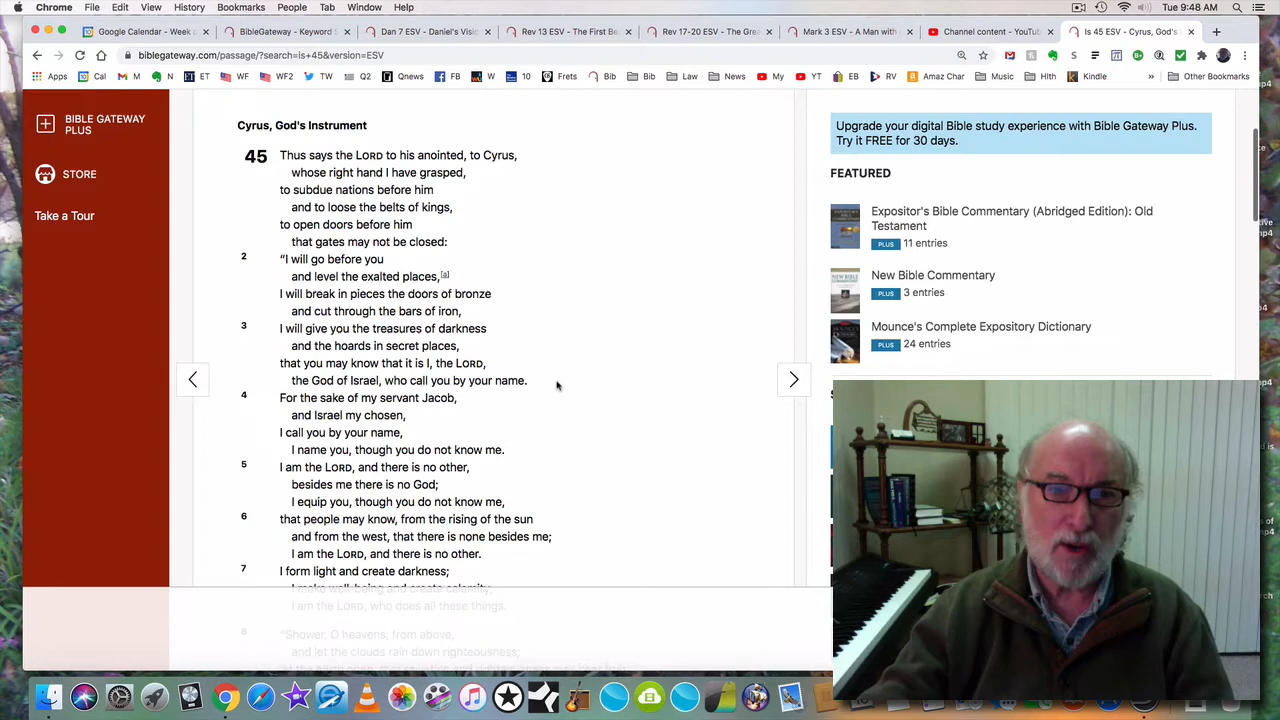 Chrome File Edit View History Bookmarks People Tab Window Help Tue 9:48 AM
Google Calendar - Week o BibleGateway - Keyword S Dan 7 ESV - Daniel's Visio Rev 13 ESV - The First Be Rev 17-20 ESV - The Grea Mark 3 ESV - A Man with Channel content - YouTube Is 45 ESV - Cyrus, God's I
biblegateway.com/passage/?search=is+45&version=ESV
Apps Cal M N ET WF WF2 TW Q2 Qnews FB W 10 Frets Bib Bib Law News My YT EB RV Amaz Char Music Hlth Kindle » Other Bookmarks
BIBLE GATEWAY
PLUS
STORE
Take a Tour
Cyrus, God's Instrument
45 Thus says the LORD to his anointed, to Cyrus,
whose right hand I have grasped,
to subdue nations before him
and to loose the belts of kings,
to open doors before him
that gates may not be closed:
2 “I will go before you
and level the exalted places,[a]
I will break in pieces the doors of bronze
and cut through the bars of iron,
3 I will give you the treasures of darkness
and the hoards in secret places,
that you may know that it is I, the LORD,
the God of Israel, who call you by your name.
4 For the sake of my servant Jacob,
and Israel my chosen,
I call you by your name,
I name you, though you do not know me.
5 I am the LORD, and there is no other,
besides me there is no God;
I equip you, though you do not know me,
6 that people may know, from the rising of the sun
and from the west, that there is none besides me;
I am the LORD, and there is no other.
7 I form light and create darkness;
I make well-being and create calamity,
I am the LORD, who does all these things.
8 “Shower, O heavens, from above,
and let the clouds rain down righteousness;
Upgrade your digital Bible study experience with Bible Gateway Plus.
Try it FREE for 30 days.
FEATURED
Expositor's Bible Commentary (Abridged Edition): Old
Testament
PLUS 11 entries
New Bible Commentary
PLUS 3 entries
Mounce's Complete Expository Dictionary
PLUS 24 entries